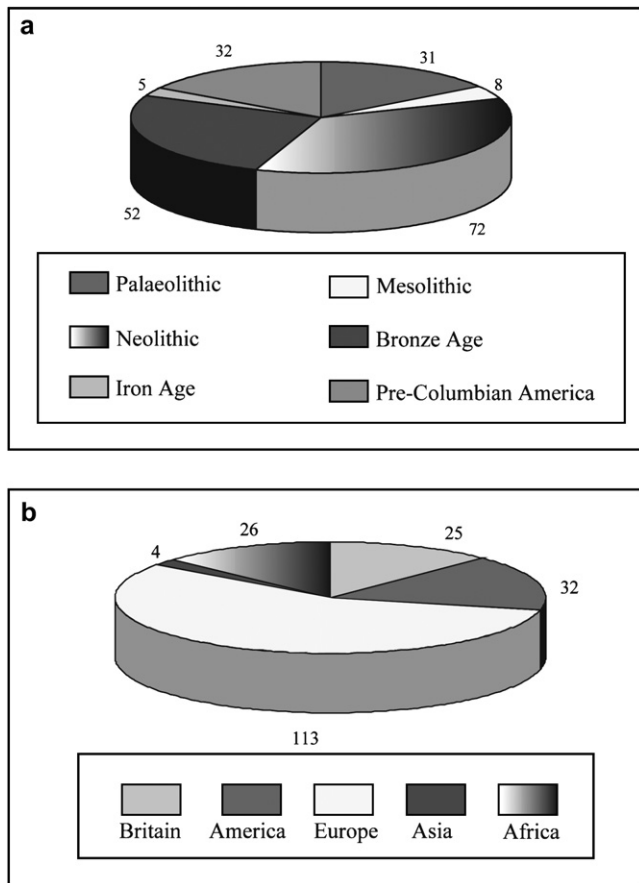 a
32
31
5
8
52
72
Palaeolithic
Mesolithic
Neolithic
Bronze Age
Iron Age
Pre-Columbian America
b
26
25
4
32
113
Britain
America
Europe
Asia
Africa